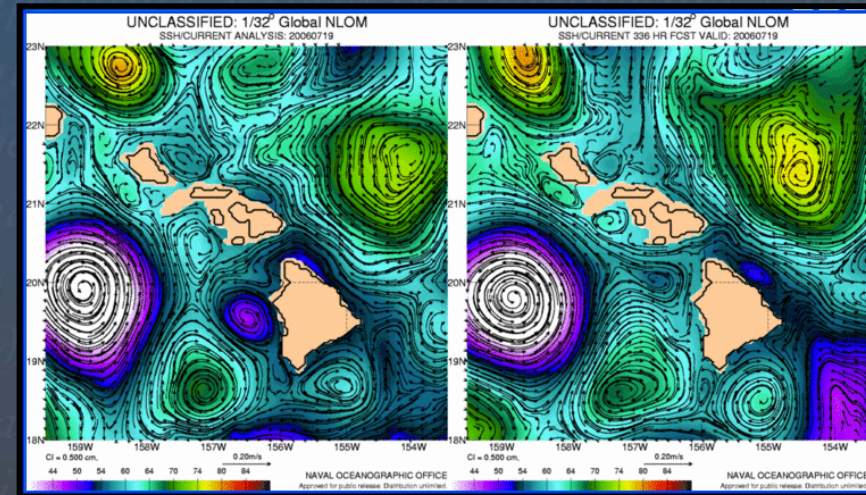 UNCLASSIFIED: 1/32° Global NLOM
SSH/CURRENT ANALYSIS: 20060719
23N
22N
21N
20N
19N
18N
159W 158W 157W 156W 155W 154W
CI = 0.500 cm,
0.20m/s
44 50 54 60 64 70 74 80 84
NAVAL OCEANOGRAPHIC OFFICE
Approved for public release. Distribution unlimited.
UNCLASSIFIED: 1/32° Global NLOM
SSH/CURRENT 336 HR FCST VALID: 20060719
23N
22N
21N
20N
19N
18N
159W 158W 157W 156W 155W 154W
CI = 0.500 cm,
0.20m/s
44 50 54 60 64 70 74 80 84
NAVAL OCEANOGRAPHIC OFFICE
Approved for public release. Distribution unlimited.